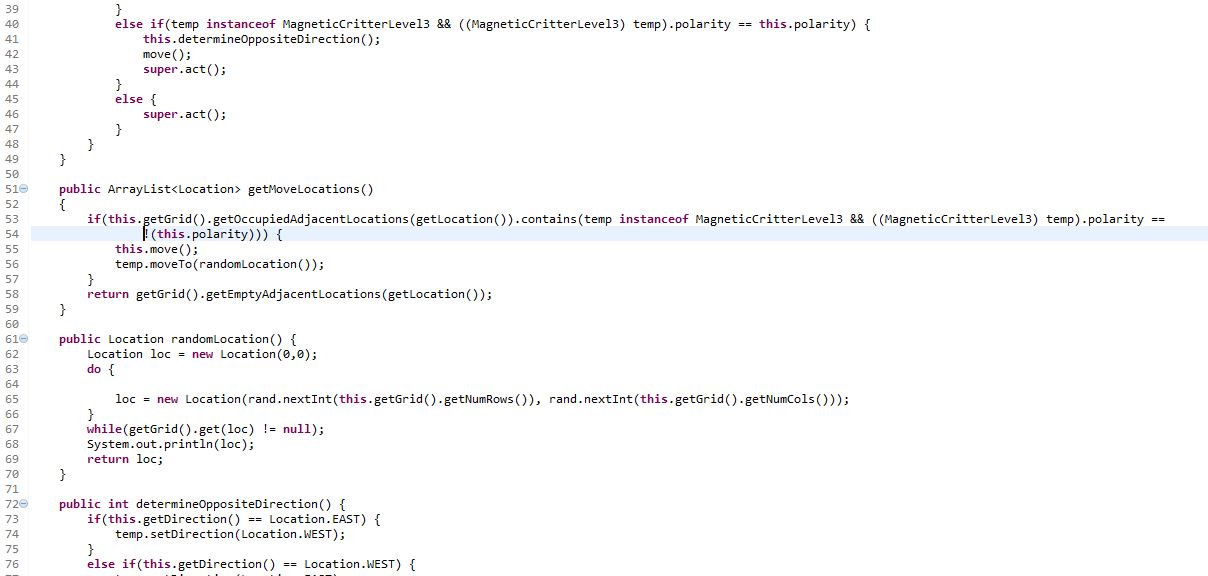 39            }
40            else if(temp instanceof MagneticCritterLevel3 && ((MagneticCritterLevel3) temp).polarity == this.polarity) {
41                this.determineOppositeDirection();
42                move();
43                super.act();
44            }
45            else {
46                super.act();
47            }
48        }
49    }
50
51    public ArrayList<Location> getMoveLocations()
52    {
53        if(this.getGrid().getOccupiedAdjacentLocations(getLocation()).contains(temp instanceof MagneticCritterLevel3 && ((MagneticCritterLevel3) temp).polarity ==
54                !(this.polarity))) {
55            this.move();
56            temp.moveTo(randomLocation());
57        }
58        return getGrid().getEmptyAdjacentLocations(getLocation());
59    }
60
61    public Location randomLocation() {
62        Location loc = new Location(0,0);
63        do {
64
65            loc = new Location(rand.nextInt(this.getGrid().getNumRows()), rand.nextInt(this.getGrid().getNumCols()));
66        }
67        while(getGrid().get(loc) != null);
68        System.out.println(loc);
69        return loc;
70    }
71
72    public int determineOppositeDirection() {
73        if(this.getDirection() == Location.EAST) {
74            temp.setDirection(Location.WEST);
75        }
76        else if(this.getDirection() == Location.WEST) {